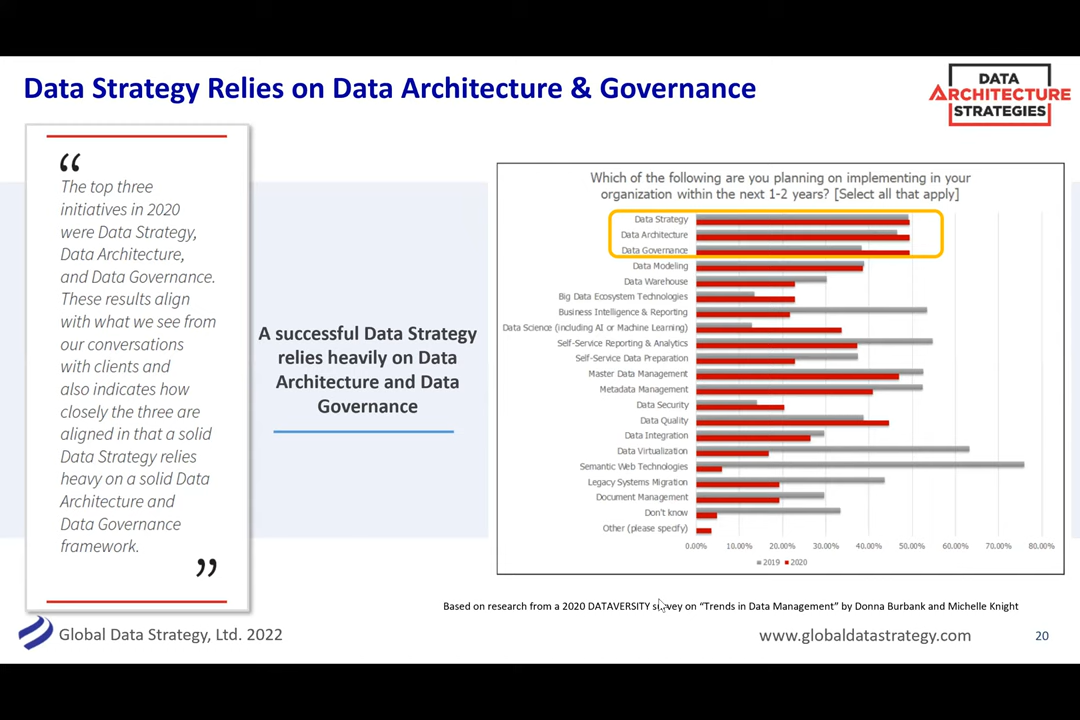 Data Strategy Relies on Data Architecture & Governance
DATA
ARCHITECTURE
STRATEGIES
“
The top three
initiatives in 2020
were Data Strategy,
Data Architecture,
and Data Governance.
These results align
with what we see from
our conversations
with clients and
also indicates how
closely the three are
aligned in that a solid
Data Strategy relies
heavy on a solid Data
Architecture and
Data Governance
framework.
”
A successful Data Strategy
relies heavily on Data
Architecture and Data
Governance
Which of the following are you planning on implementing in your
organization within the next 1-2 years? [Select all that apply]
Data Strategy
Data Architecture
Data Governance
Data Modeling
Data Warehouse
Big Data Ecosystem Technologies
Business Intelligence & Reporting
Data Science (including AI or Machine Learning)
Self-Service Reporting & Analytics
Self-Service Data Preparation
Master Data Management
Metadata Management
Data Security
Data Quality
Data Integration
Data Virtualization
Semantic Web Technologies
Legacy Systems Migration
Document Management
Don't know
Other (please specify)
0.00% 10.00% 20.00% 30.00% 40.00% 50.00% 60.00% 70.00% 80.00%
2019 2020
Based on research from a 2020 DATAVERSITY survey on “Trends in Data Management” by Donna Burbank and Michelle Knight
Global Data Strategy, Ltd. 2022
www.globaldatastrategy.com
20